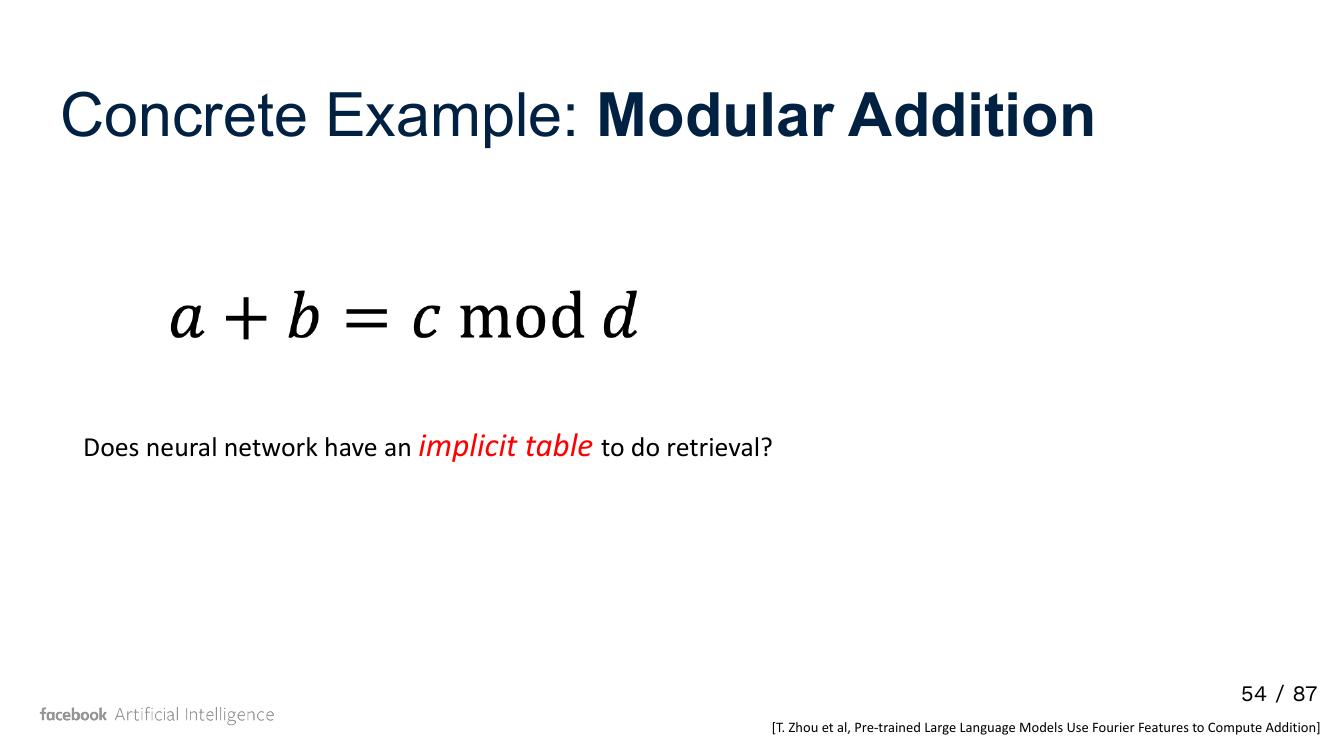 Concrete Example: Modular Addition
a + b = c mod d
Does neural network have an implicit table to do retrieval?
54 / 87
facebook Artificial Intelligence
[T. Zhou et al, Pre-trained Large Language Models Use Fourier Features to Compute Addition]